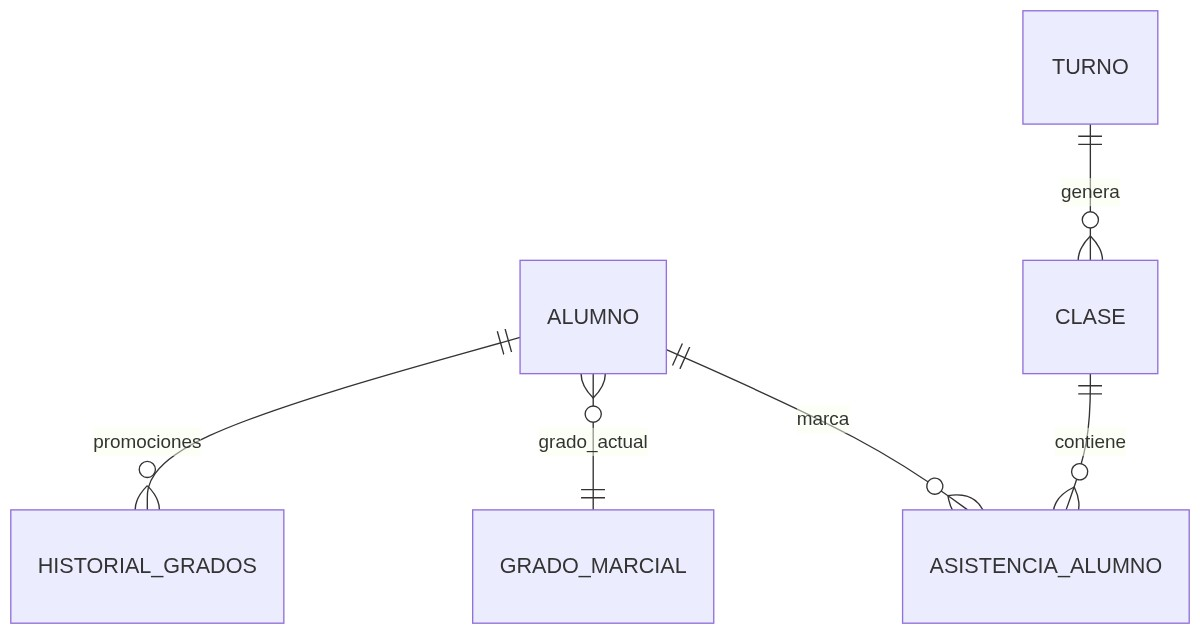 TURNO
genera
ALUMNO
CLASE
marca
promociones
grado_actual
contiene
HISTORIAL_GRADOS
GRADO_MARCIAL
ASISTENCIA_ALUMNO